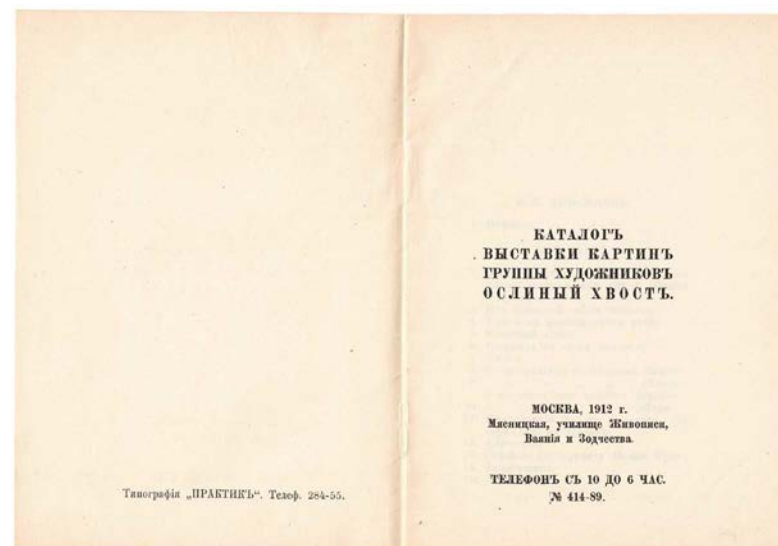 Типографія „ПРАКТИКЪ“. Телеф. 284-55.
КАТАЛОГЪ
ВЫСТАВКИ КАРТИНЪ
ГРУППЫ ХУДОЖНИКОВЪ
ОСЛИНЫЙ ХВОСТЪ.
МОСКВА, 1912 г.
Мясницкая, училище Живописи,
Ваянія и Зодчества.
ТЕЛЕФОНЪ СЪ 10 ДО 6 ЧАС.
№ 414-89.